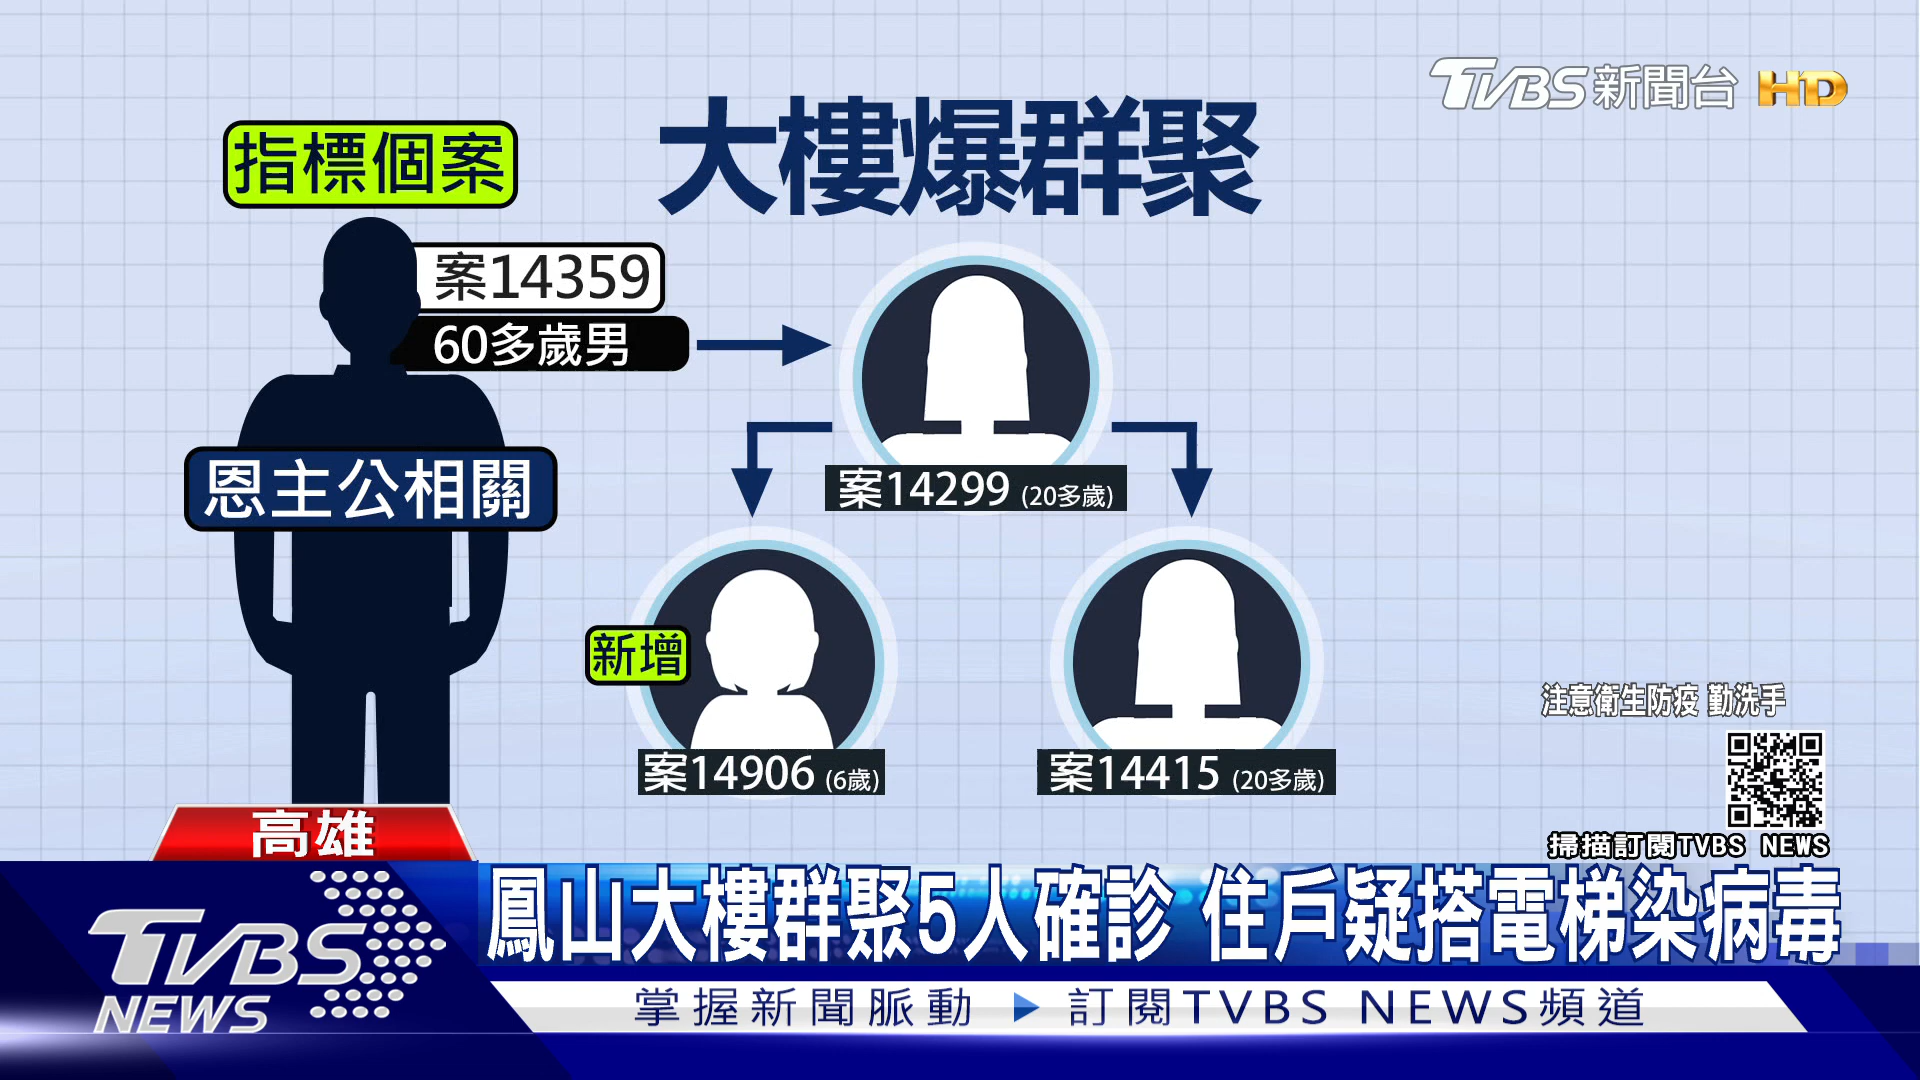 TVBS新聞台 HD
大樓爆群聚
指標個案
案14359
60多歲男
恩主公相關
案14299 (20多歲)
新增
案14906 (6歲)
案14415 (20多歲)
注意衛生防疫 勤洗手
掃描訂閱TVBS NEWS
高雄
鳳山大樓群聚5人確診 住戶疑搭電梯染病毒
TVBS
NEWS
掌握新聞脈動 ▶ 訂閱TVBS NEWS頻道